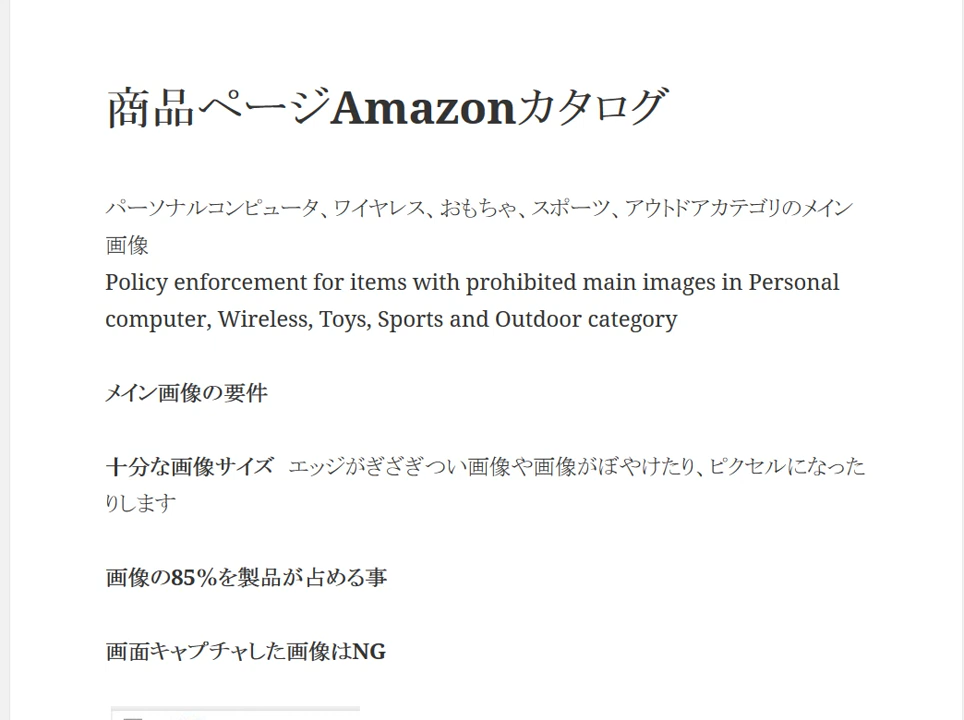 商品ページAmazonカタログ
パーソナルコンピュータ、ワイヤレス、おもちゃ、スポーツ、アウトドアカテゴリのメイン
画像
Policy enforcement for items with prohibited main images in Personal
computer, Wireless, Toys, Sports and Outdoor category
メイン画像の要件
十分な画像サイズ エッジがぎざぎつい画像や画像がぼやけたり、ピクセルになった
りします
画像の85%を製品が占める事
画面キャプチャした画像はNG